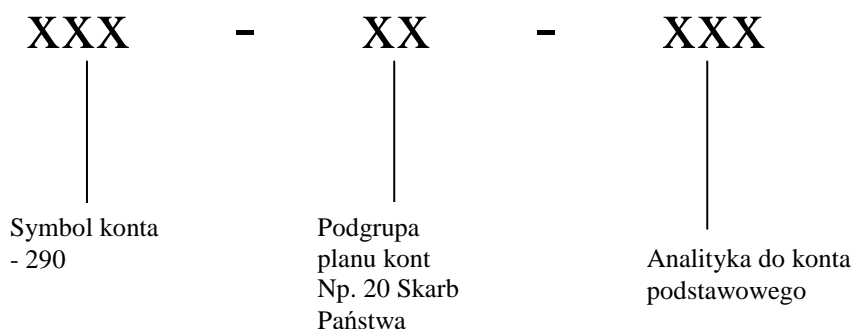 xxx - xx - xxx
Symbol konta
- 290
Podgrupa
planu kont
Np. 20 Skarb
Państwa
Analityka do konta
podstawowego